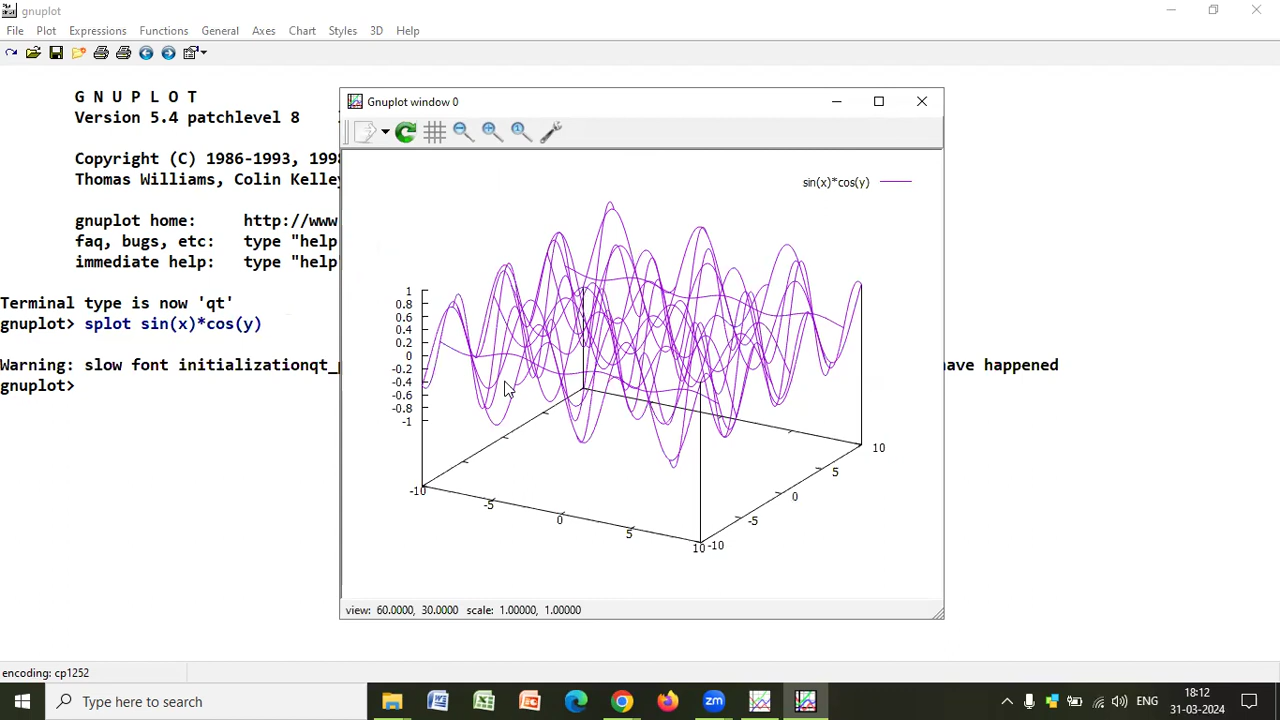 gnuplot
File Plot Expressions Functions General Axes Chart Styles 3D Help
G N U P L O T
Version 5.4 patchlevel 8
Copyright (C) 1986-1993, 1998
Thomas Williams, Colin Kelley
gnuplot home: http://www
faq, bugs, etc: type "help
immediate help: type "help
Terminal type is now 'qt'
gnuplot> splot sin(x)*cos(y)
Warning: slow font initializationqt_ have happened
gnuplot>
Gnuplot window 0
sin(x)*cos(y)
1
0.8
0.6
0.4
0.2
0
-0.2
-0.4
-0.6
-0.8
-1
-10
-5
0
5
10
-10
-5
0
5
10
view: 60.0000, 30.0000 scale: 1.00000, 1.00000
encoding: cp1252
Type here to search
ENG
18:12
31-03-2024